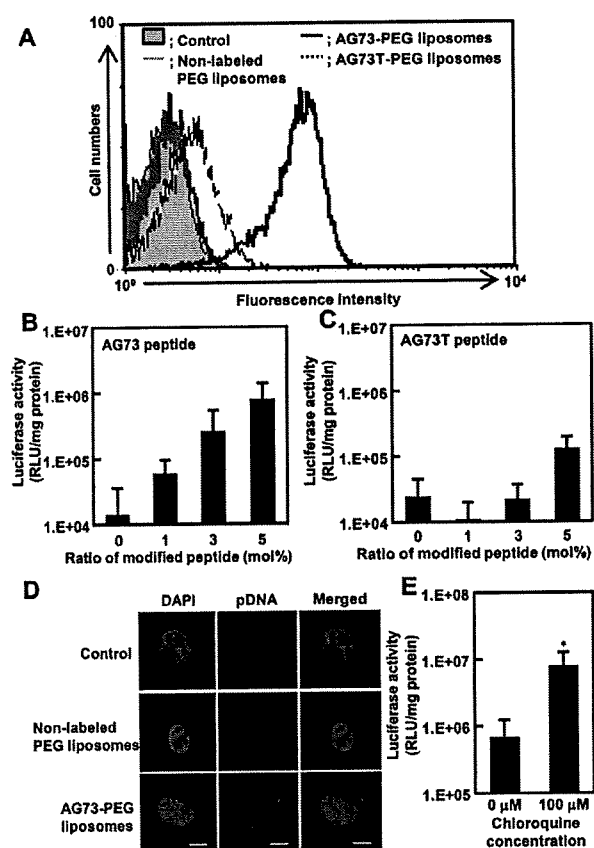 A
100
Cell numbers
0
; Control
; Non-labeled
PEG liposomes
; AG73-PEG liposomes
; AG73T-PEG liposomes
10⁰
10⁴
Fluorescence Intensity
B
Luciferase activity
(RLU/mg protein)
1.E+07
1.E+06
1.E+05
1.E+04
AG73 peptide
0 1 3 5
Ratio of modified peptide (mol%)
C
Luciferase activity
(RLU/mg protein)
1.E+07
1.E+06
1.E+05
1.E+04
AG73T peptide
0 1 3 5
Ratio of modified peptide (mol%)
D
DAPI pDNA Merged
Control
Non-labeled
PEG liposomes
AG73-PEG
liposomes
E
Luciferase activity
(RLU/mg protein)
1.E+08
1.E+07
1.E+06
1.E+05
*
0 μM 100 μM
Chloroquine
concentration